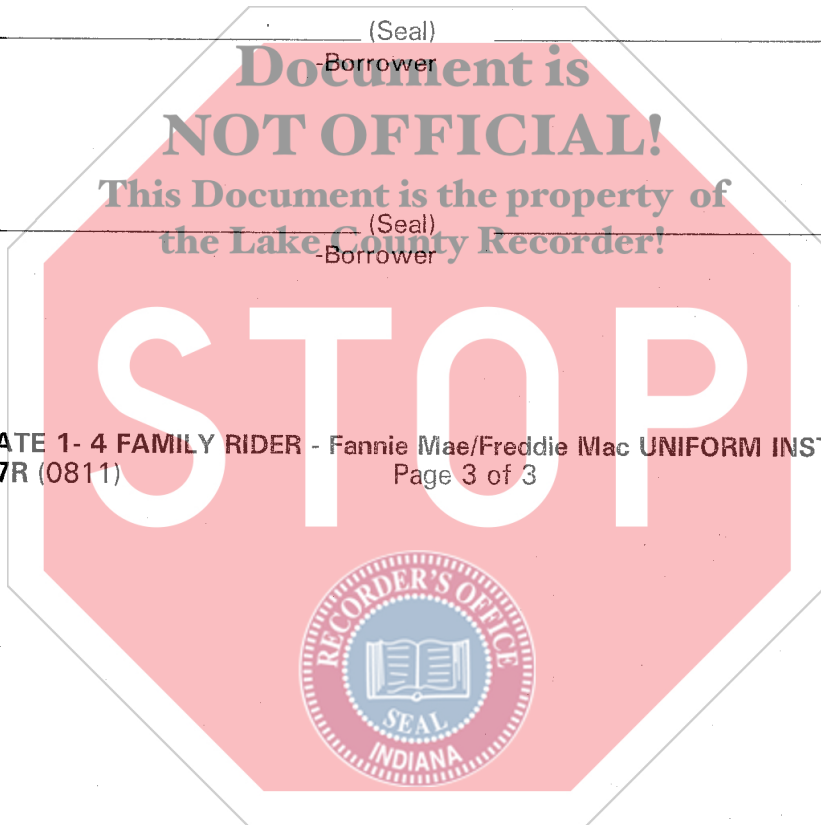 (Seal)
-Borrower
Document is
NOT OFFICIAL!
This Document is the property of
(Seal)
the Lake County Recorder!
-Borrower
STOP
ATE 1- 4 FAMILY RIDER - Fannie Mae/Freddie Mac UNIFORM INST
7R (0811) Page 3 of 3
RECORDER'S OFFICE
SEAL
INDIANA